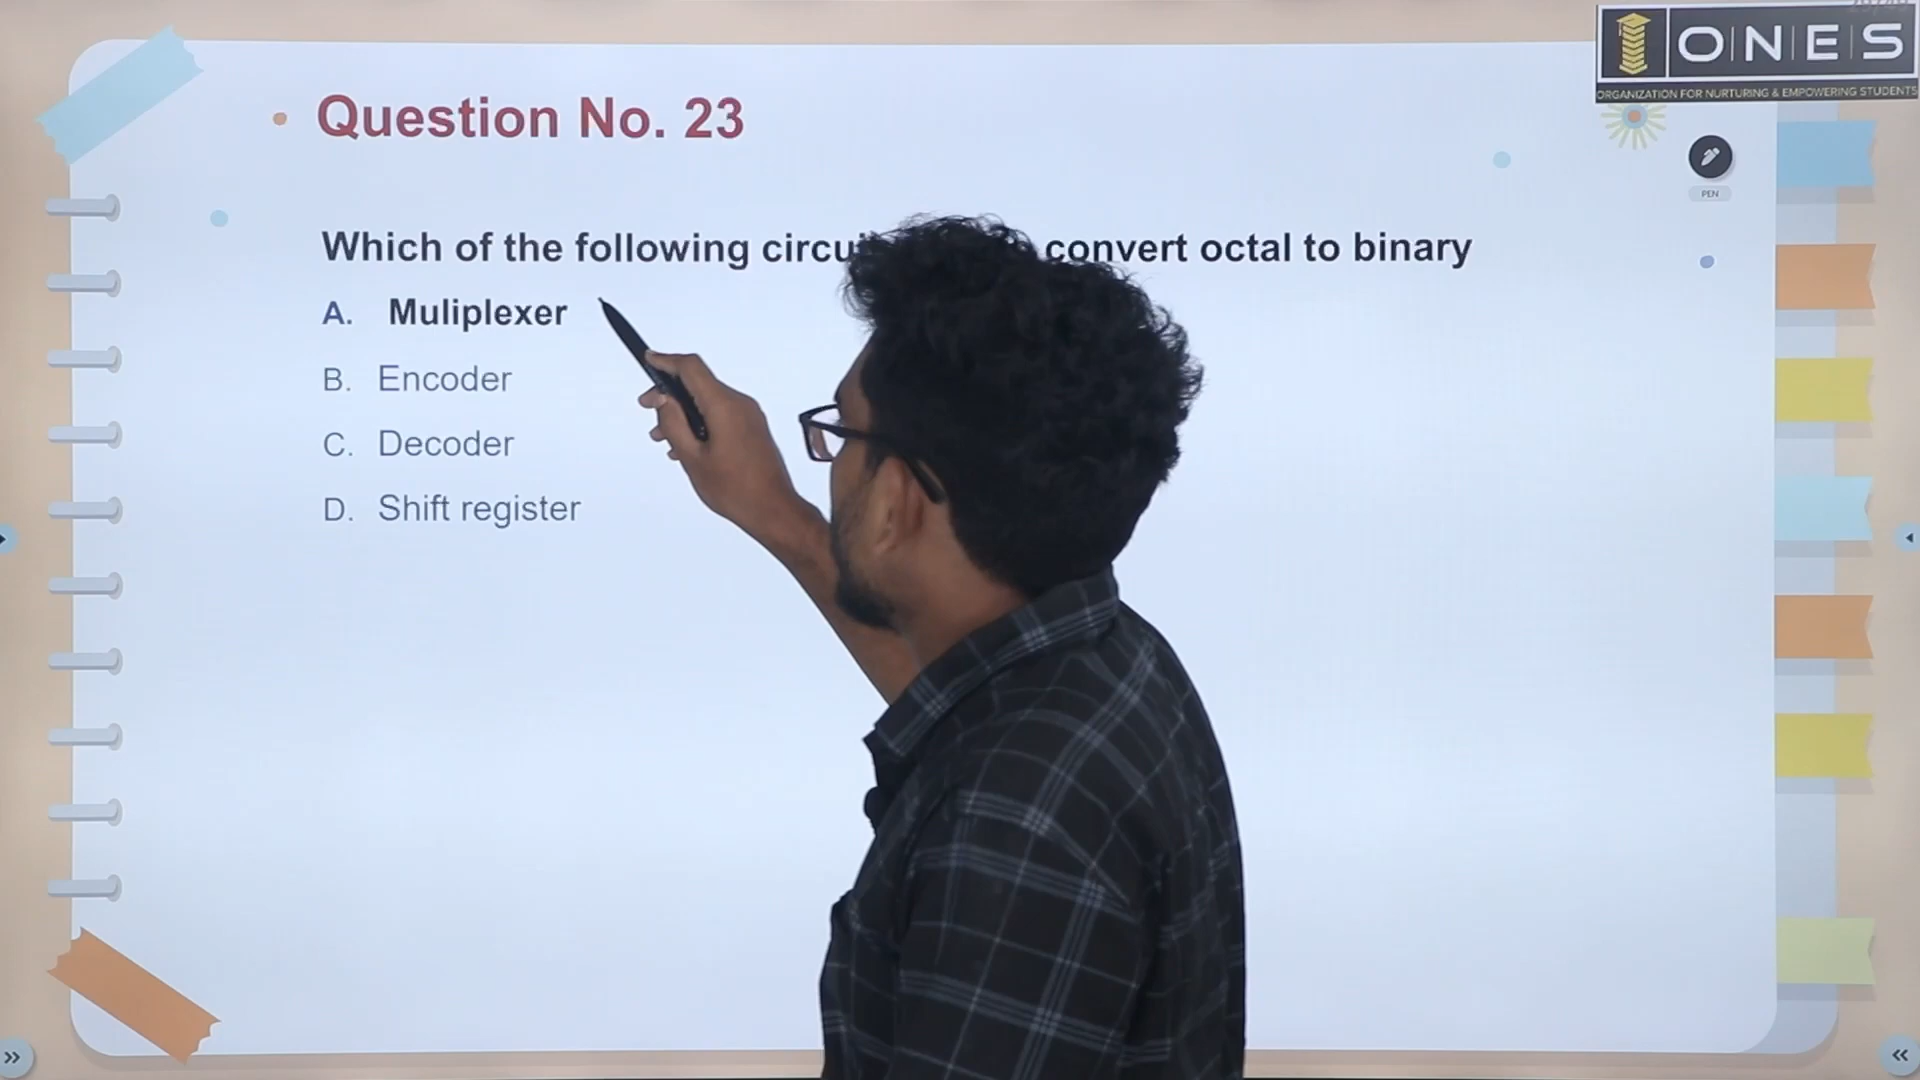 ONES
ORGANIZATION FOR NURTURING & EMPOWERING STUDENTS
• Question No. 23
PEN
Which of the following convert octal to binary
A. Muliplexer
B. Encoder
C. Decoder
D. Shift register